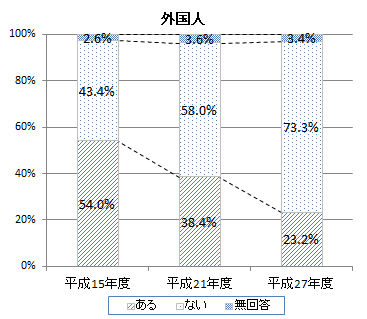 外国人
100%
80%
60%
40%
20%
0%
2.6%
3.6%
3.4%
43.4%
58.0%
73.3%
54.0%
38.4%
23.2%
平成15年度
平成21年度
平成27年度
ある
ない
無回答